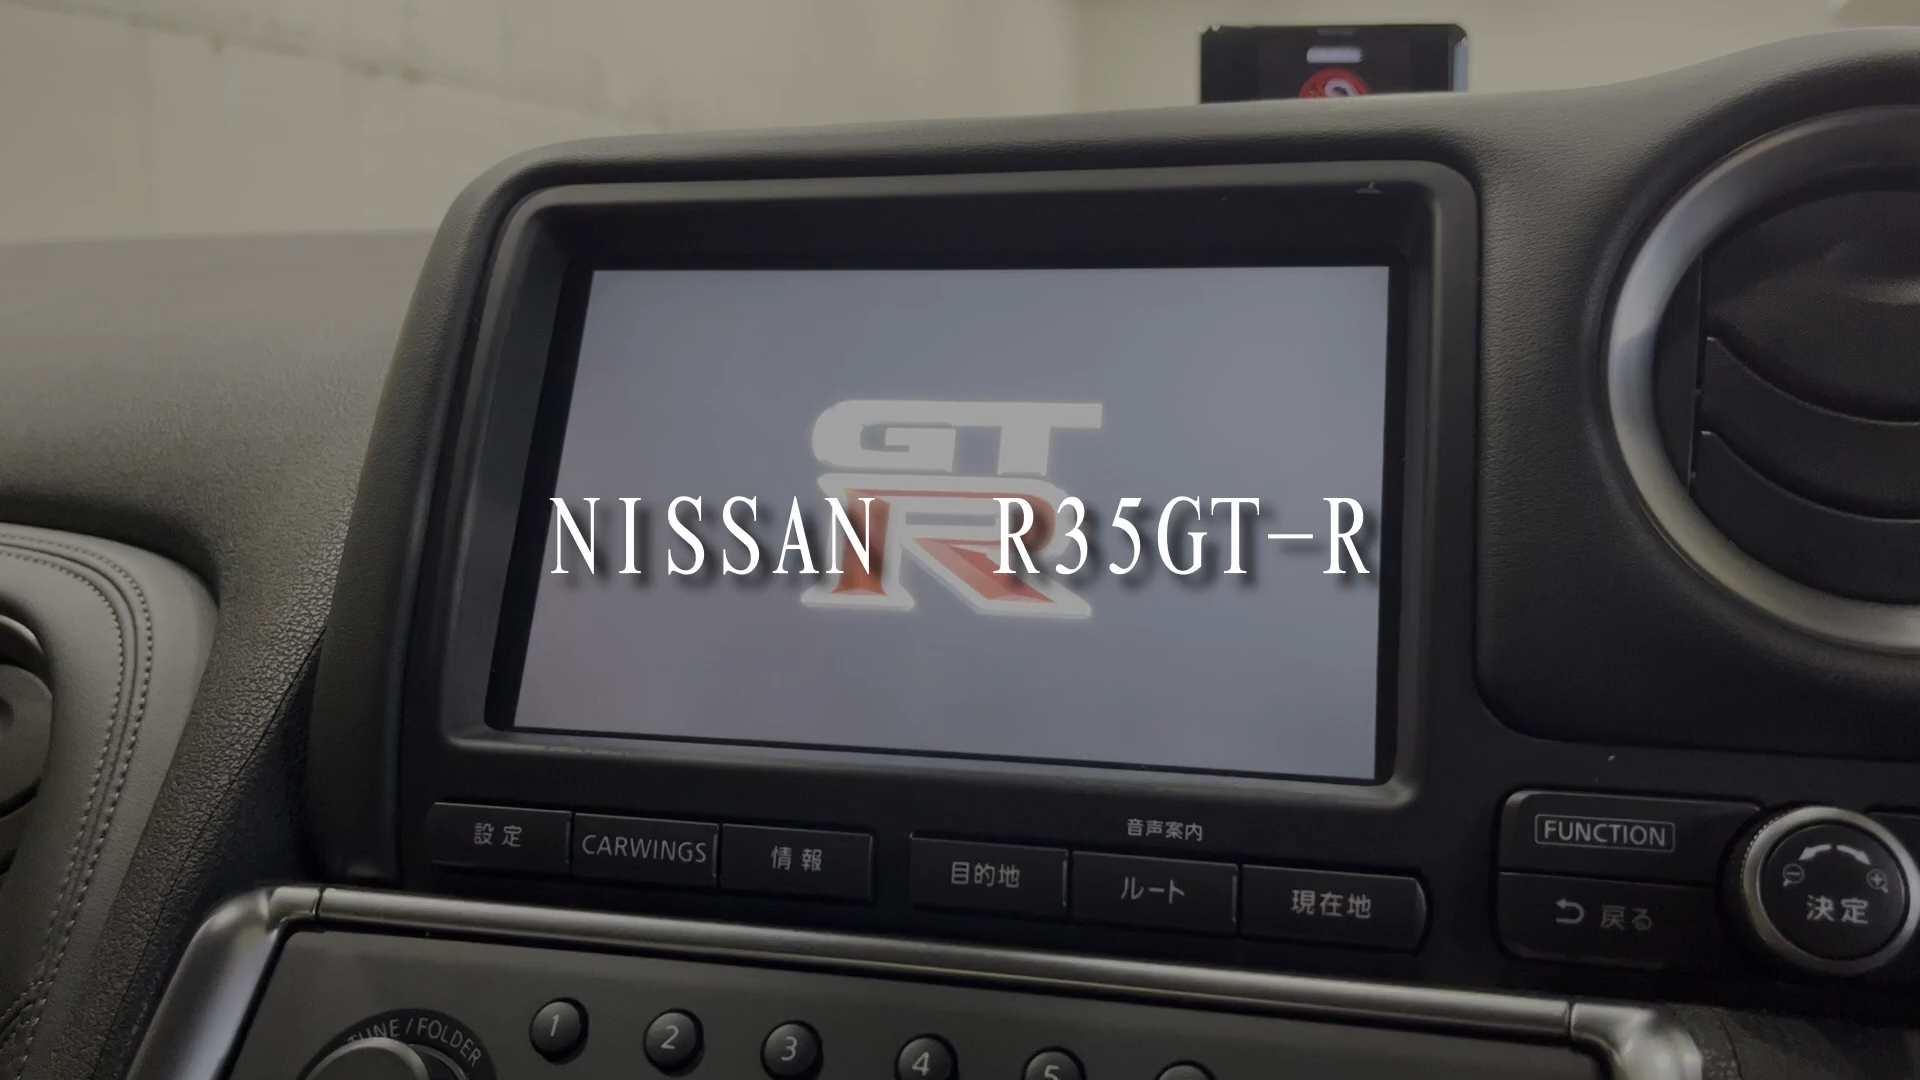 GT
R
NISSAN R35GT-R
音声案内
設定 CARWINGS 情報 目的地 ルート 現在地
FUNCTION
戻る
決定
TUNE / FOLDER
1 2 3 4 5